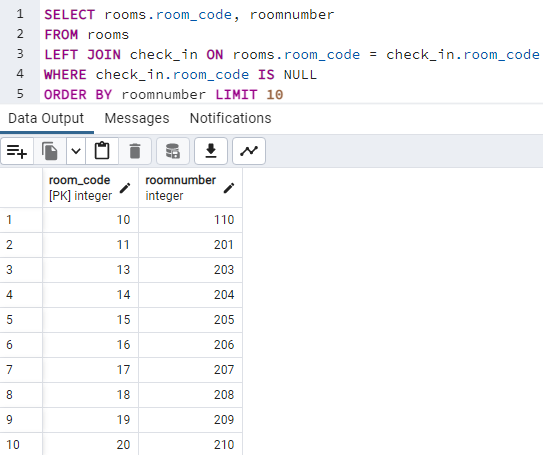 1 SELECT rooms.room_code, roomnumber
2 FROM rooms
3 LEFT JOIN check_in ON rooms.room_code = check_in.room_code
4 WHERE check_in.room_code IS NULL
5 ORDER BY roomnumber LIMIT 10
Data Output Messages Notifications
room_code roomnumber
[PK] integer integer
1 10 110
2 11 201
3 13 203
4 14 204
5 15 205
6 16 206
7 17 207
8 18 208
9 19 209
10 20 210